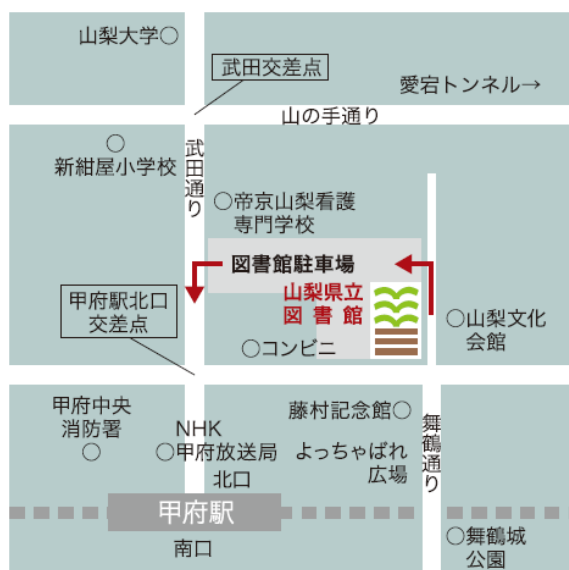 山梨大学○
武田交差点
愛宕トンネル→
山の手通り
○
新紺屋小学校
武田通り
○帝京山梨看護
専門学校
図書館駐車場
山梨県立
図書館
甲府駅北口
交差点
○コンビニ
○山梨文化
会館
甲府中央
消防署
○
NHK
○甲府放送局
北口
藤村記念館○
よっちゃばれ
広場
舞鶴通り
甲府駅
南口
○舞鶴城
公園